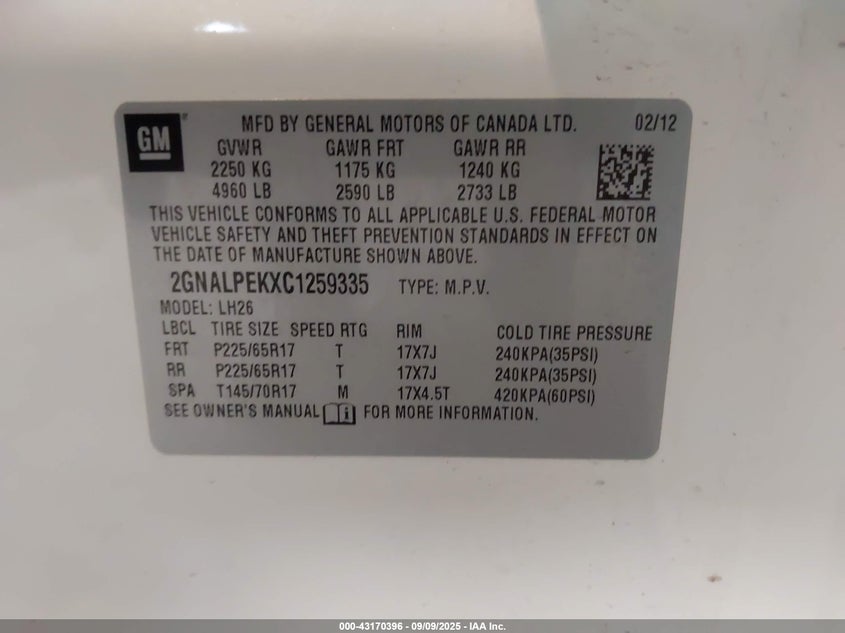 GM
MFD BY GENERAL MOTORS OF CANADA LTD. 02/12
GVWR GAWR FRT GAWR RR
2250 KG 1175 KG 1240 KG
4960 LB 2590 LB 2733 LB
THIS VEHICLE CONFORMS TO ALL APPLICABLE U.S. FEDERAL MOTOR
VEHICLE SAFETY AND THEFT PREVENTION STANDARDS IN EFFECT ON
THE DATE OF MANUFACTURE SHOWN ABOVE.
2GNALPEKXC1259335 TYPE: M.P.V.
MODEL: LH26
LBCL TIRE SIZE SPEED RTG RIM COLD TIRE PRESSURE
FRT P225/65R17 T 17X7J 240KPA(35PSI)
RR P225/65R17 T 17X7J 240KPA(35PSI)
SPA T145/70R17 M 17X4.5T 420KPA(60PSI)
SEE OWNER'S MANUAL i FOR MORE INFORMATION.
000-43170396 - 09/09/2025 - IAA Inc.